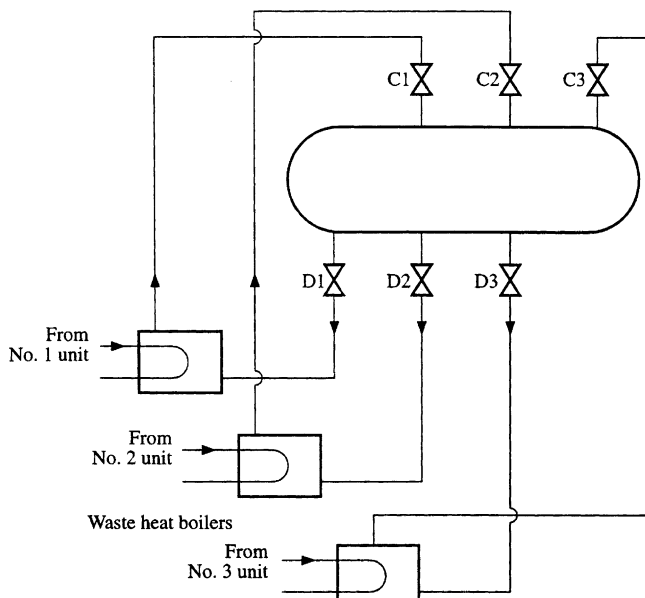 C1
C2
C3
D1
D2
D3
From
No. 1 unit
From
No. 2 unit
Waste heat boilers
From
No. 3 unit